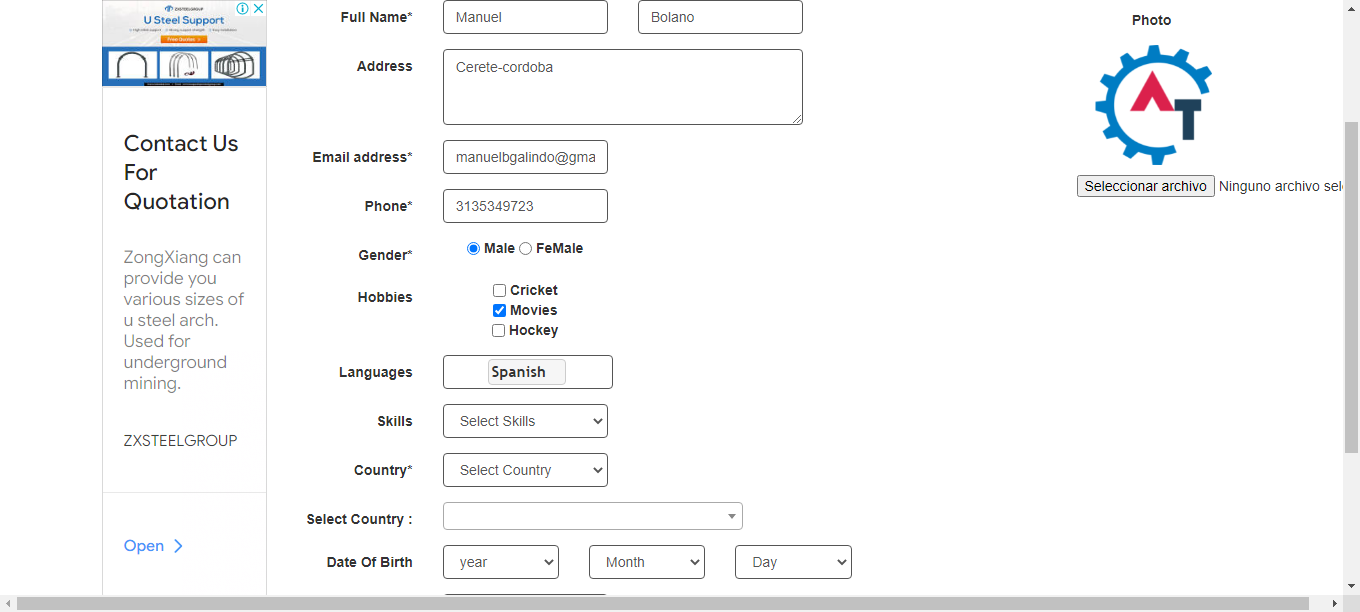 ZXSTEELGROUP
U Steel Support
Free Quotes >
Contact Us
For
Quotation
ZongXiang can
provide you
various sizes of
u steel arch.
Used for
underground
mining.
ZXSTEELGROUP
Open
Full Name* Manuel Bolano
Address Cerete-cordoba
Email address* manuelbgalindo@gma
Phone* 3135349723
Gender* Male FeMale
Hobbies Cricket
Movies
Hockey
Languages Spanish
Skills Select Skills
Country* Select Country
Select Country :
Date Of Birth year Month Day
Photo
AT
Seleccionar archivo Ninguno archivo sel